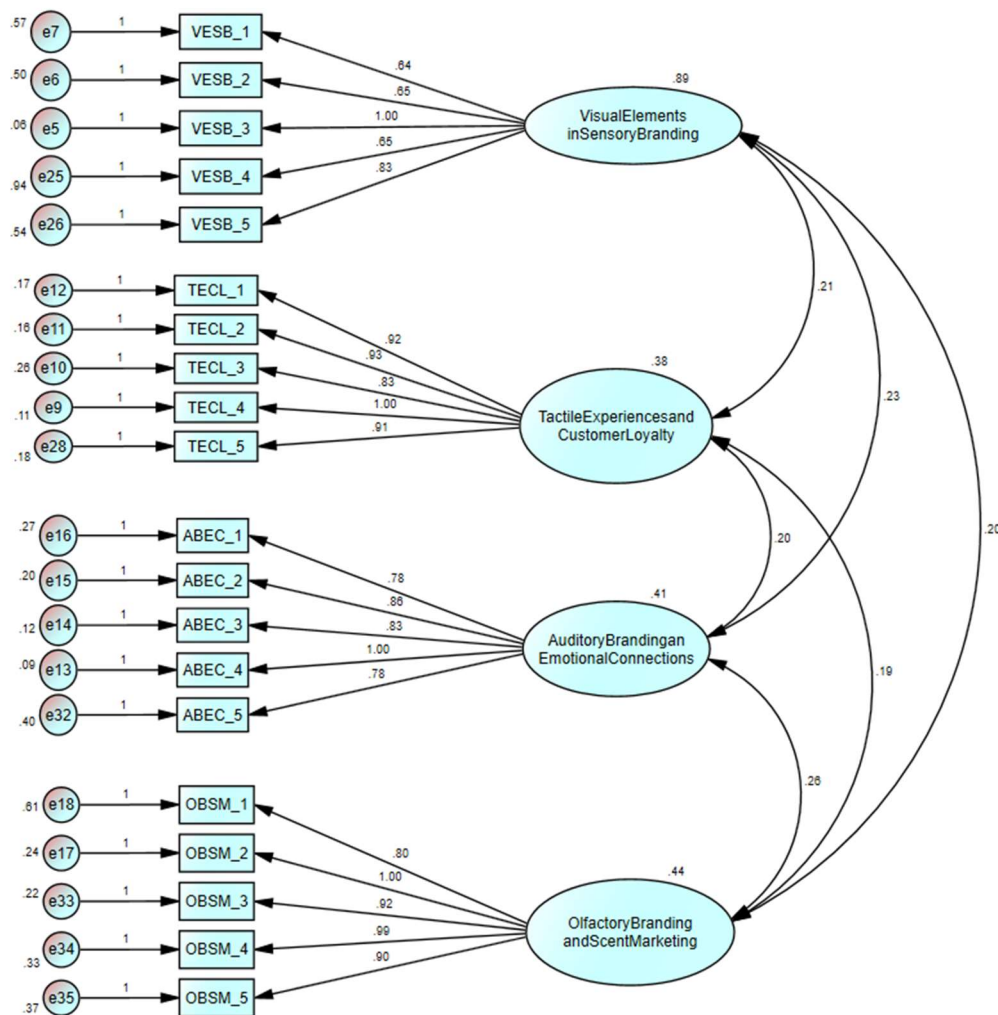 .57 e7 1 VESB_1
.64
.50 e6 1 VESB_2
.65
.06 e5 1 VESB_3
1.00
.94 e25 1 VESB_4
.65
.54 e26 1 VESB_5
.83
.89
VisualElements
inSensoryBranding
.21
.23
.20
.17 e12 1 TECL_1
.92
.16 e11 1 TECL_2
.93
.26 e10 1 TECL_3
.83
.11 e9 1 TECL_4
1.00
.18 e28 1 TECL_5
.91
.38
TactileExperiencesand
CustomerLoyalty
.20
.19
.27 e16 1 ABEC_1
.78
.20 e15 1 ABEC_2
.86
.12 e14 1 ABEC_3
.83
.09 e13 1 ABEC_4
1.00
.40 e32 1 ABEC_5
.78
.41
AuditoryBrandingan
EmotionalConnections
.26
.61 e18 1 OBSM_1
.80
.24 e17 1 OBSM_2
1.00
.22 e33 1 OBSM_3
.92
.33 e34 1 OBSM_4
.99
.37 e35 1 OBSM_5
.90
.44
OlfactoryBranding
andScentMarketing